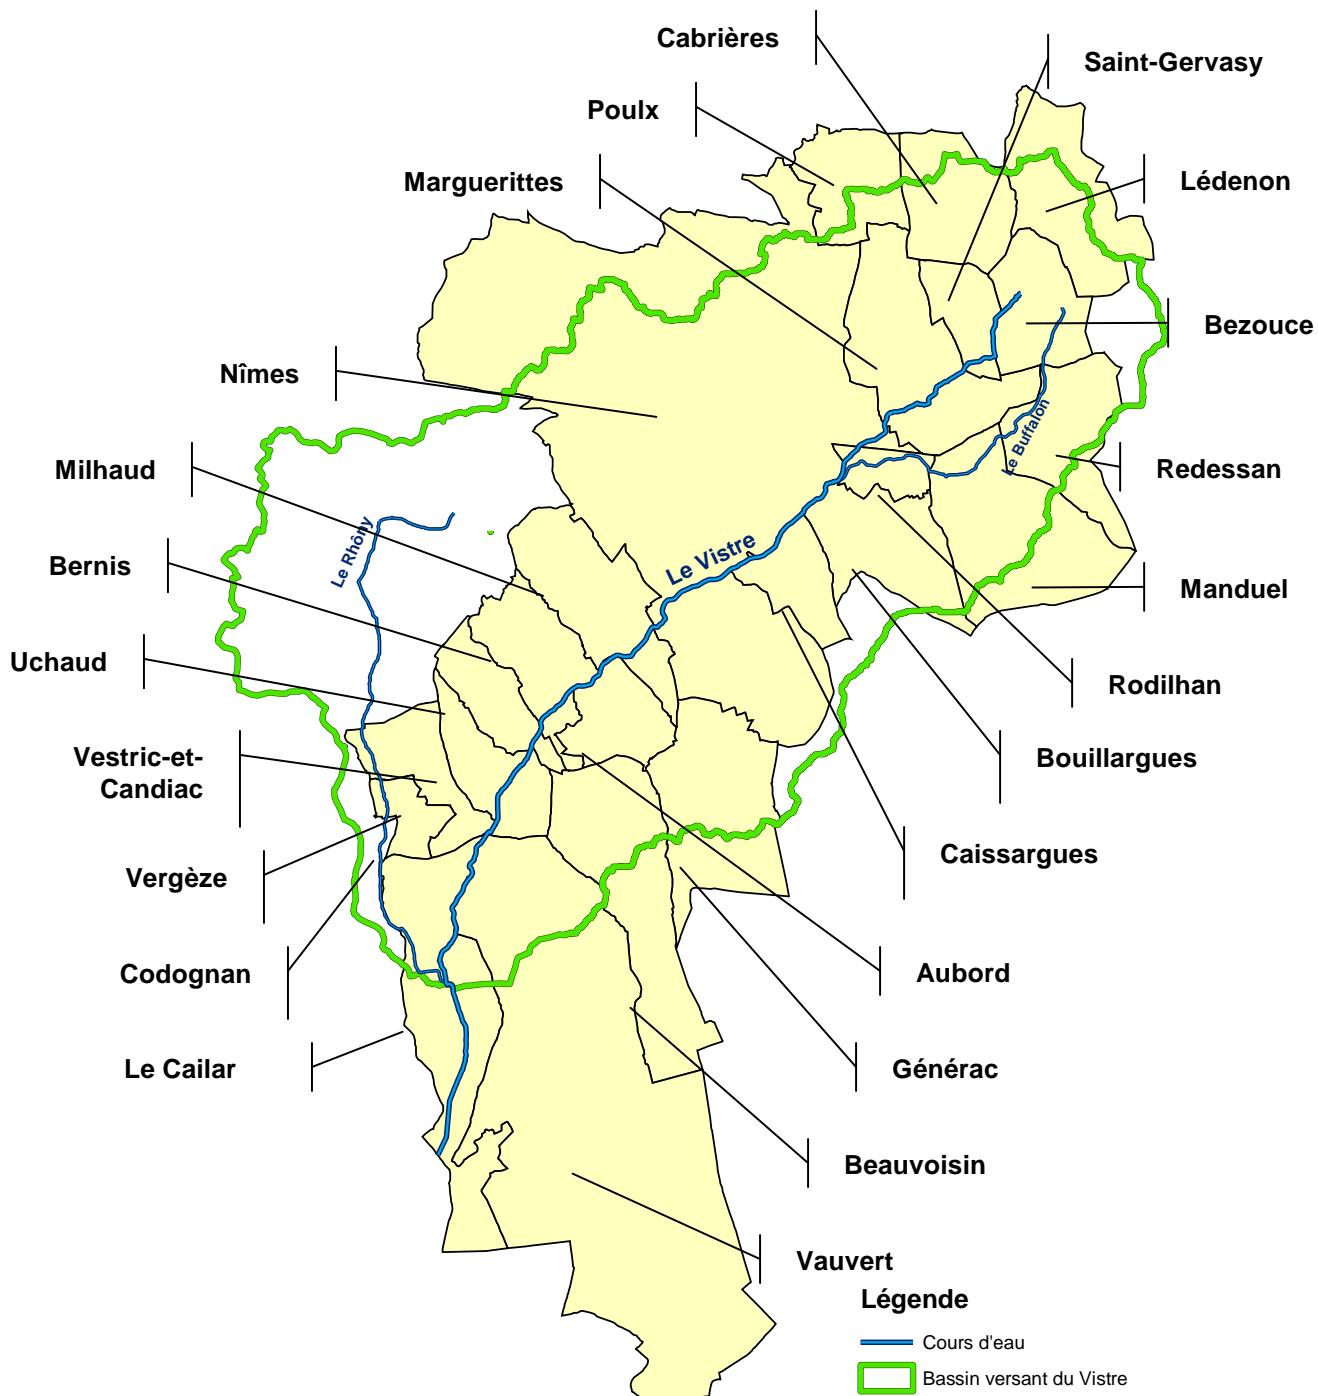 Cabrières
Saint-Gervasy
Poulx
Marguerittes
Lédenon
Bezouce
Nîmes
Le Buffalon
Milhaud
Redessan
Le Rhôny
Le Vistre
Bernis
Manduel
Uchaud
Rodilhan
Vestric-et-
Candiac
Bouillargues
Caissargues
Vergèze
Codognan
Aubord
Le Cailar
Générac
Beauvoisin
Vauvert
Légende
Cours d'eau
Bassin versant du Vistre